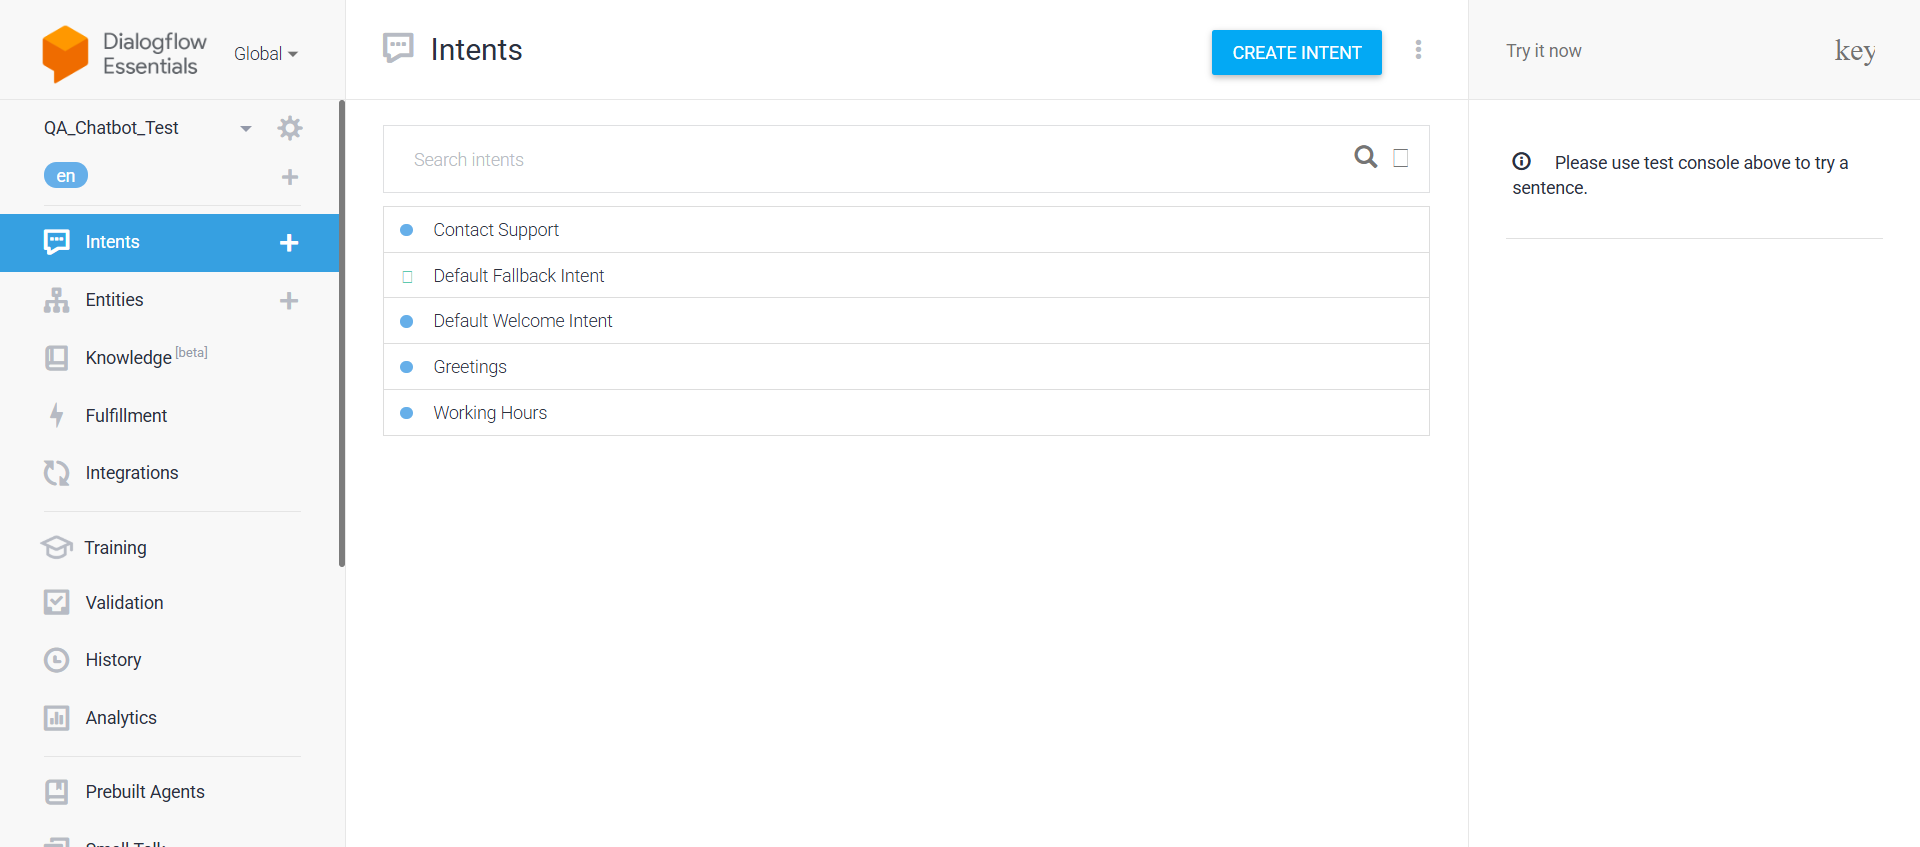 Dialogflow
Essentials
Global
QA_Chatbot_Test
en
Intents
Entities
Knowledge [beta]
Fulfillment
Integrations
Training
Validation
History
Analytics
Prebuilt Agents
Small Talk
Intents
CREATE INTENT
Search intents
Contact Support
Default Fallback Intent
Default Welcome Intent
Greetings
Working Hours
Try it now
key
Please use test console above to try a
sentence.